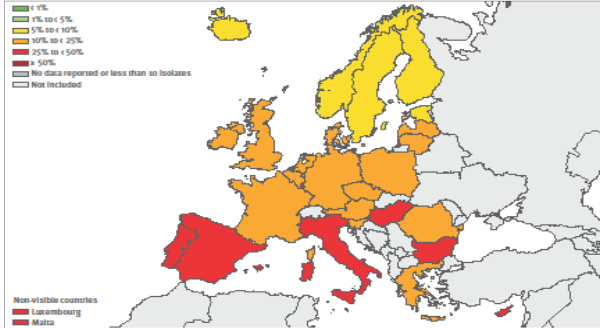 < 1%
1% to < 5%
5% to < 10%
10% to < 25%
25% to < 50%
≥ 50%
No data reported or less than 10 isolates
Not included
Non-visible countries
Luxembourg
Malta